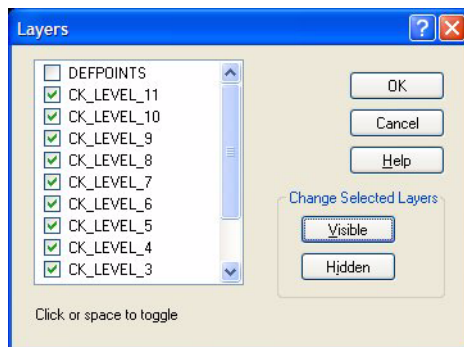 Layers
DEFPOINTS
CK_LEVEL_11
CK_LEVEL_10
CK_LEVEL_9
CK_LEVEL_8
CK_LEVEL_7
CK_LEVEL_6
CK_LEVEL_5
CK_LEVEL_4
CK_LEVEL_3
Click or space to toggle
OK
Cancel
Help
Change Selected Layers
Visible
Hidden